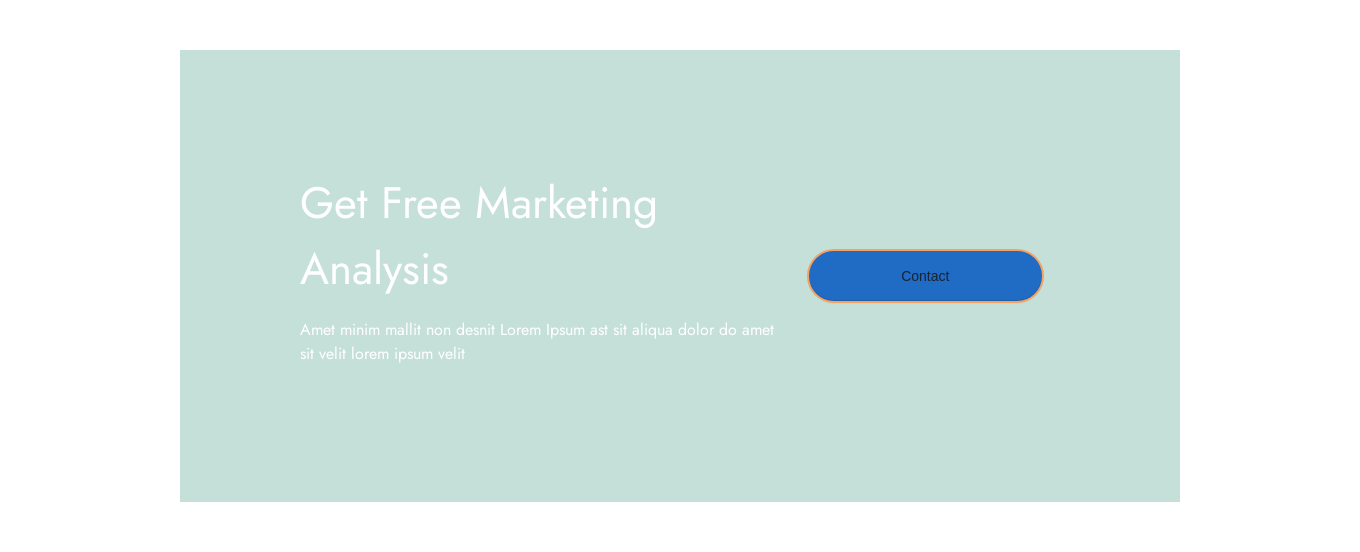 Get Free Marketing
Analysis
Amet minim mallit non desnit Lorem Ipsum ast sit aliqua dolor do amet
sit velit lorem ipsum velit
Contact